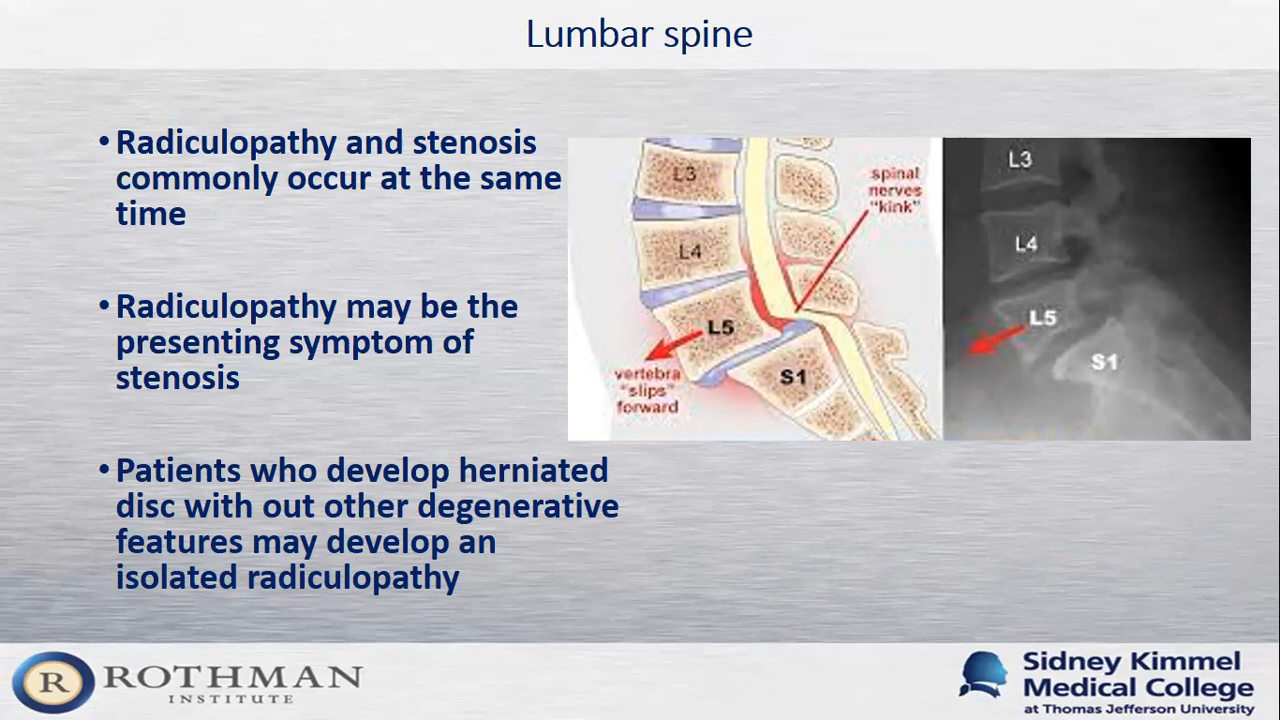 Lumbar spine
• Radiculopathy and stenosis
commonly occur at the same
time
• Radiculopathy may be the
presenting symptom of
stenosis
• Patients who develop herniated
disc with out other degenerative
features may develop an
isolated radiculopathy
L3
L4
L5
S1
spinal
nerves
"kink"
vertebra
"slips"
forward
L3
L4
L5
S1
R
ROTHMAN
INSTITUTE
Sidney Kimmel
Medical College
at Thomas Jefferson University